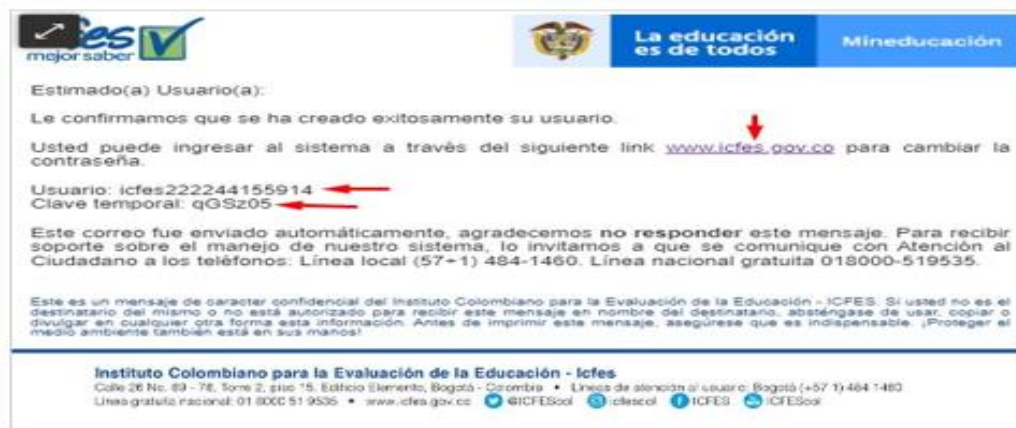 mejor saber
La educación
es de todos
Mineducación
Estimado(a) Usuario(a):
Le confirmamos que se ha creado exitosamente su usuario.
Usted puede ingresar al sistema a través del siguiente link www.icfes.gov.co para cambiar la
contraseña.
Usuario: icfes222244155914
Clave temporal: qGSz05
Este correo fue enviado automáticamente, agradecemos no responder este mensaje. Para recibir
soporte sobre el manejo de nuestro sistema, lo invitamos a que se comunique con Atención al
Ciudadano a los teléfonos: Línea local (57+1) 484-1460. Línea nacional gratuita 018000-519535.
Este es un mensaje de caracter confidencial del Instituto Colombiano para la Evaluación de la Educación - ICFES. Si usted no es el
destinatario del mismo o no está autorizado para recibir este mensaje en nombre del destinatario, absténgase de usar, copiar o
divulgar en cualquier otra forma esta información. Antes de imprimir este mensaje, asegúrese que es indispensable. ¡Proteger el
medio ambiente también está en sus manos!
Instituto Colombiano para la Evaluación de la Educación - Icfes
Calle 26 No. 69 - 76, Torre 2, piso 15, Edificio Elemento, Bogotá - Colombia • Líneas de atención al usuario: Bogotá (+57 1) 484 1460
Línea gratuita nacional: 01 8000 51 9535 • www.icfes.gov.co @ICFEScol icfescol ICFES ICFEScol